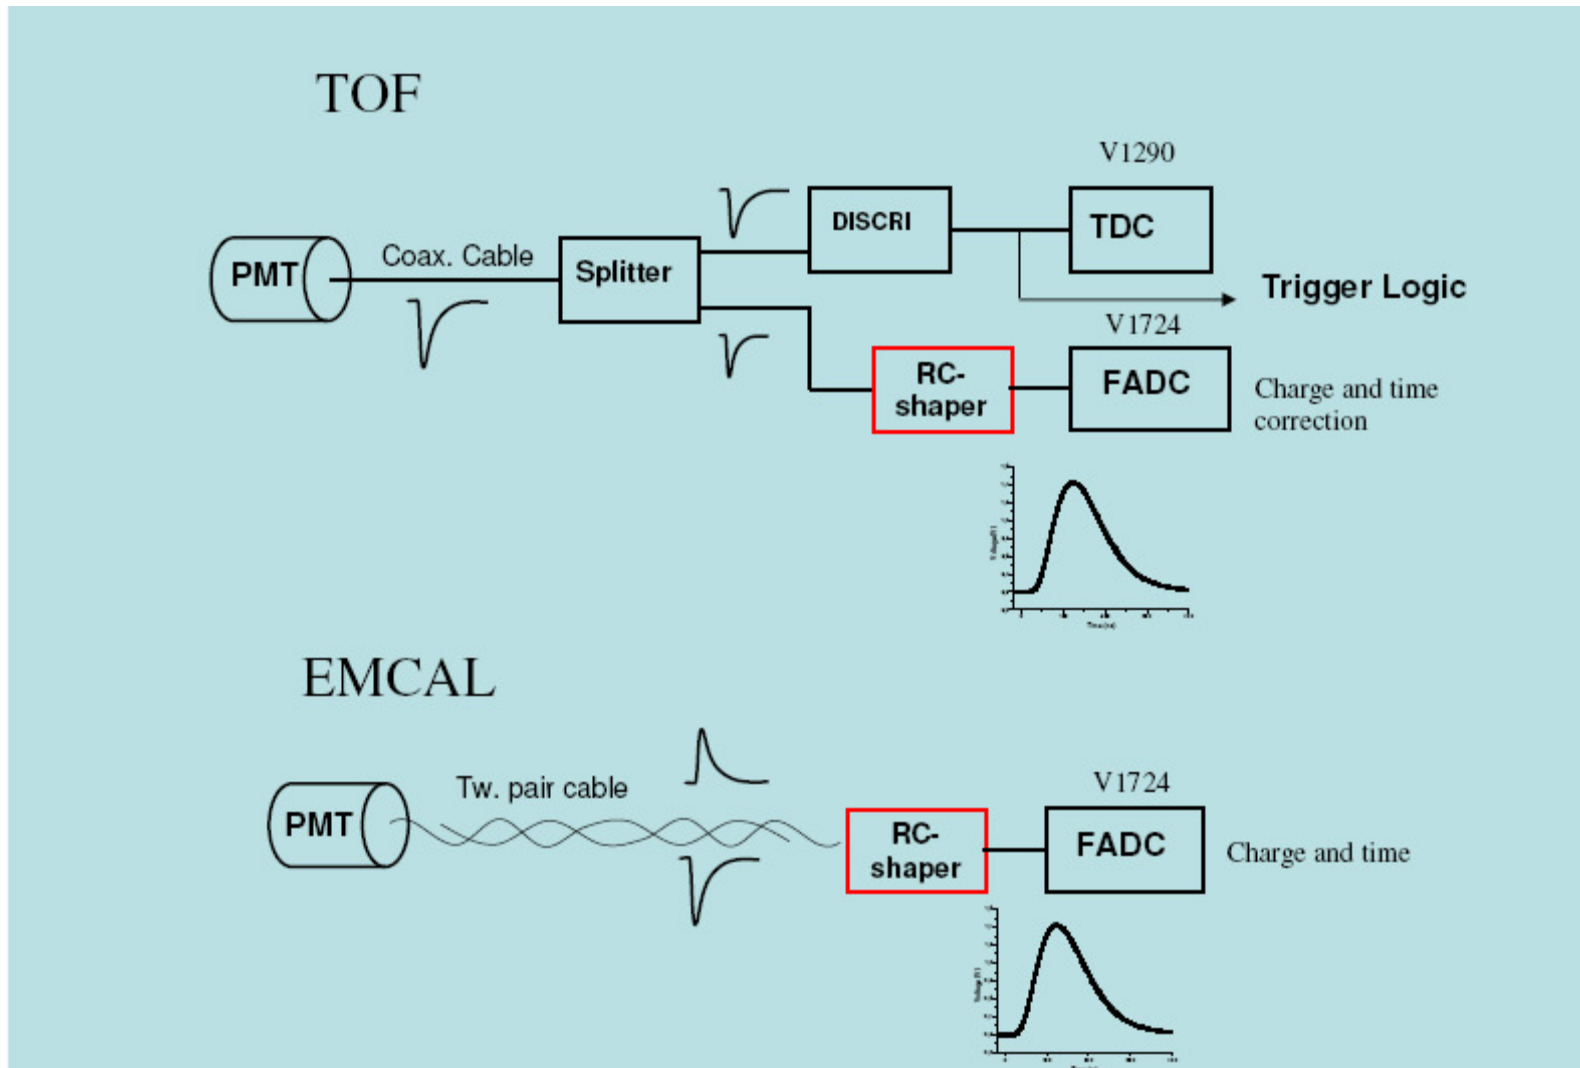 TOF
V1290
DISCRI
TDC
Coax. Cable
PMT
Splitter
Trigger Logic
V1724
RC-
shaper
FADC
Charge and time
correction
EMCAL
Tw. pair cable
V1724
PMT
RC-
shaper
FADC
Charge and time